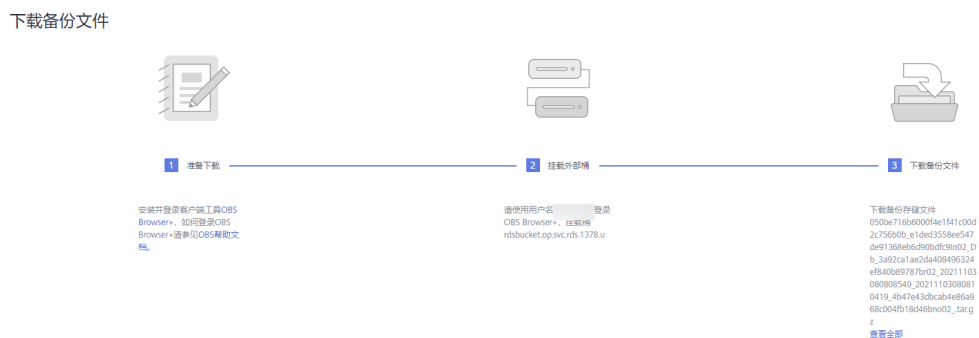 下载备份文件
1 准备下载
2 挂载外部桶
3 下载备份文件
安装并登录客户端工具OBS
Browser+，如何登录OBS
Browser+请参见OBS帮助文
档。
请使用用户名 登录
OBS Browser+，挂载桶
rdsbucket.op.svc.rds.1378.u
下载备份存储文件
050be716b6000f4e1f41c00d
2c756b0b_e1ded3558ee547
de91368eb6d90bdfc9in02_D
b_3a92ca1ae2da408496324
ef840b89787br02_20211103
080808549_2021110308081
0419_4b47e43dbcab4e86a9
68c004fb18d46bno02_.tar.g
z
查看全部